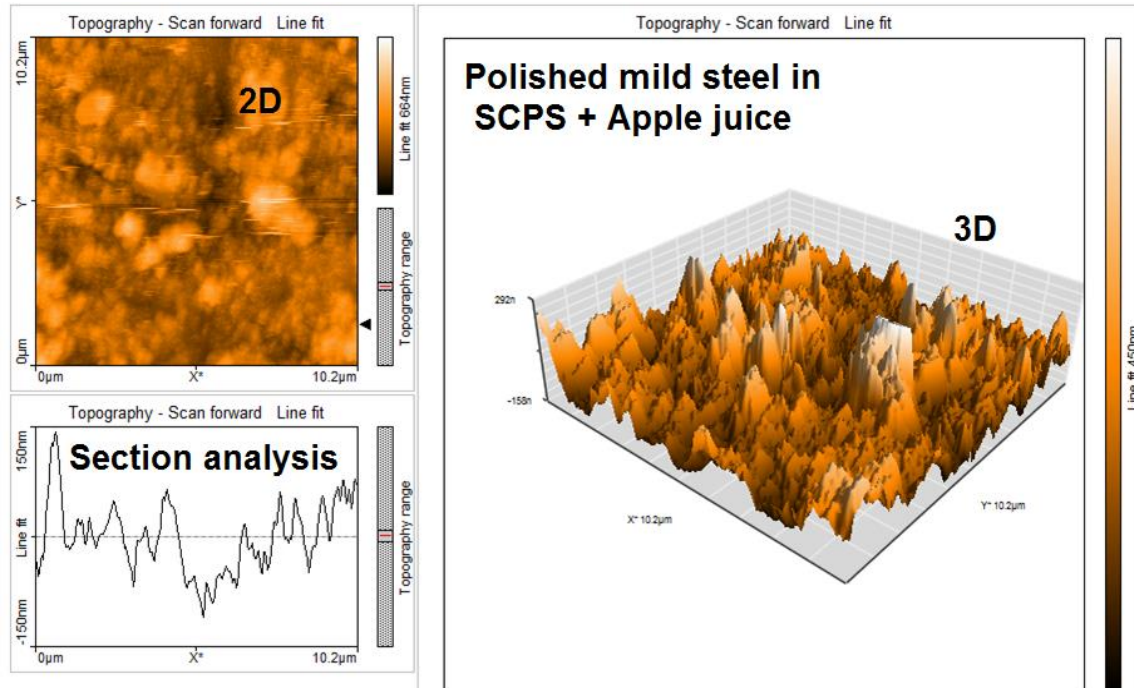 Topography - Scan forward Line fit
10.2µm
Y*
0µm
2D
Line fit 664nm
Topography range
0µm X* 10.2µm
Topography - Scan forward Line fit
150nm
Line fit
-150nm
Section analysis
Topography range
0µm X* 10.2µm
Topography - Scan forward Line fit
Polished mild steel in
SCPS + Apple juice
3D
292n
-158n
X* 10.2µm
Y* 10.2µm
Line fit 450nm